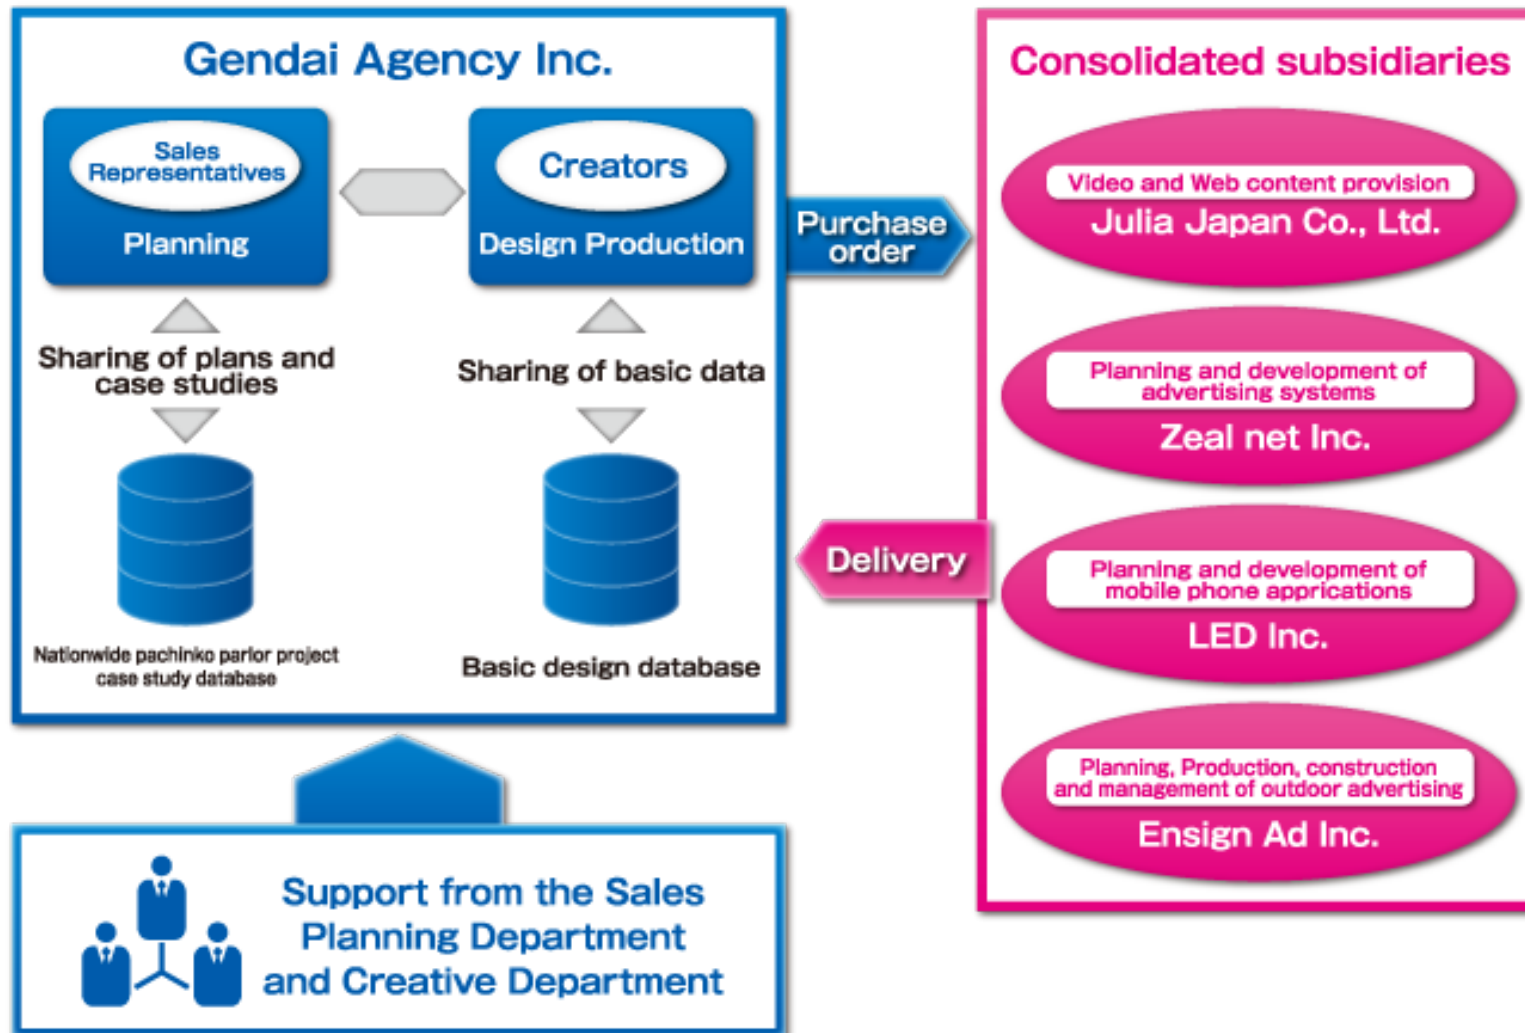 Gendai Agency Inc.
Sales
Representatives
Planning
Creators
Design Production
Sharing of plans and
case studies
Sharing of basic data
Nationwide pachinko parlor project
case study database
Basic design database
Purchase
order
Delivery
Consolidated subsidiaries
Video and Web content provision
Julia Japan Co., Ltd.
Planning and development of
advertising systems
Zeal net Inc.
Planning and development of
mobile phone apprications
LED Inc.
Planning, Production, construction
and management of outdoor advertising
Ensign Ad Inc.
Support from the Sales
Planning Department
and Creative Department